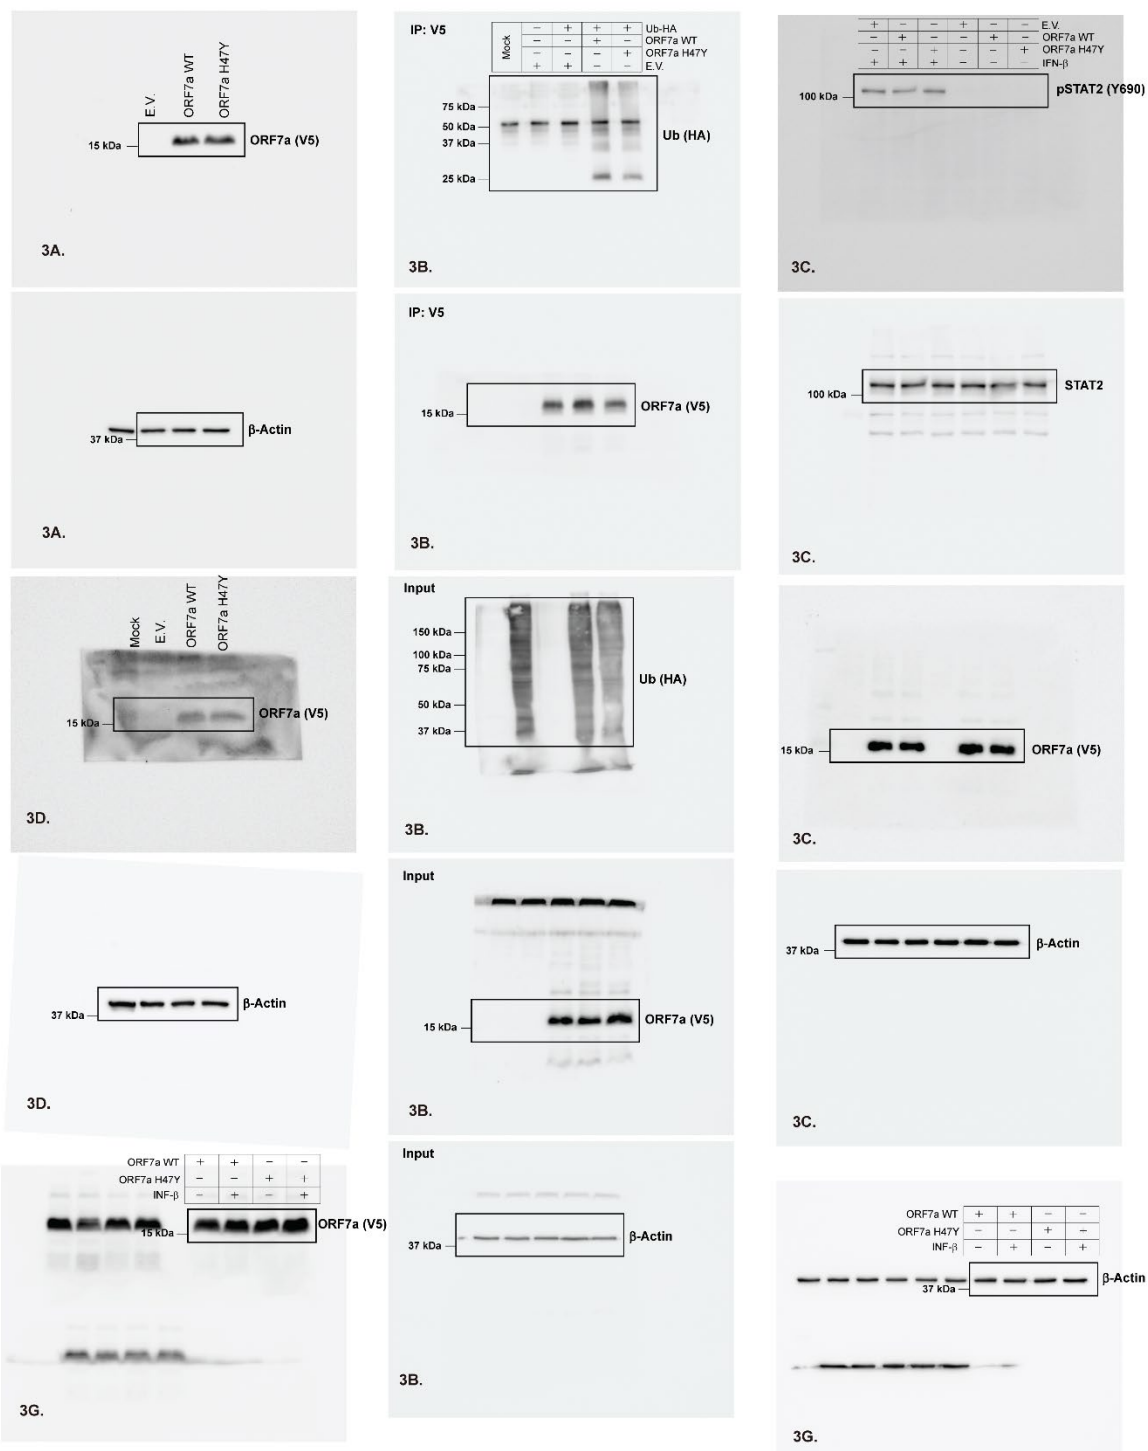 E.V.
ORF7a WT
ORF7a H47Y
15 kDa
ORF7a (V5)
3A.
37 kDa
β-Actin
3A.
Mock
E.V.
ORF7a WT
ORF7a H47Y
15 kDa
ORF7a (V5)
3D.
37 kDa
β-Actin
3D.
ORF7a WT + + − −
ORF7a H47Y − − + +
INF-β − + − +
15 kDa
ORF7a (V5)
3G.
IP: V5
Mock
− + + + Ub-HA
− − + − ORF7a WT
− − − + ORF7a H47Y
+ + − − E.V.
75 kDa
50 kDa
37 kDa
25 kDa
Ub (HA)
3B.
IP: V5
15 kDa
ORF7a (V5)
3B.
Input
150 kDa
100 kDa
75 kDa
50 kDa
37 kDa
Ub (HA)
3B.
Input
15 kDa
ORF7a (V5)
3B.
Input
37 kDa
β-Actin
3B.
+ − − + − − E.V.
− + − − + − ORF7a WT
− − + − − + ORF7a H47Y
+ + + − − − IFN-β
100 kDa
pSTAT2 (Y690)
3C.
100 kDa
STAT2
3C.
15 kDa
ORF7a (V5)
3C.
37 kDa
β-Actin
3C.
ORF7a WT + + − −
ORF7a H47Y − − + +
INF-β − + − +
37 kDa
β-Actin
3G.